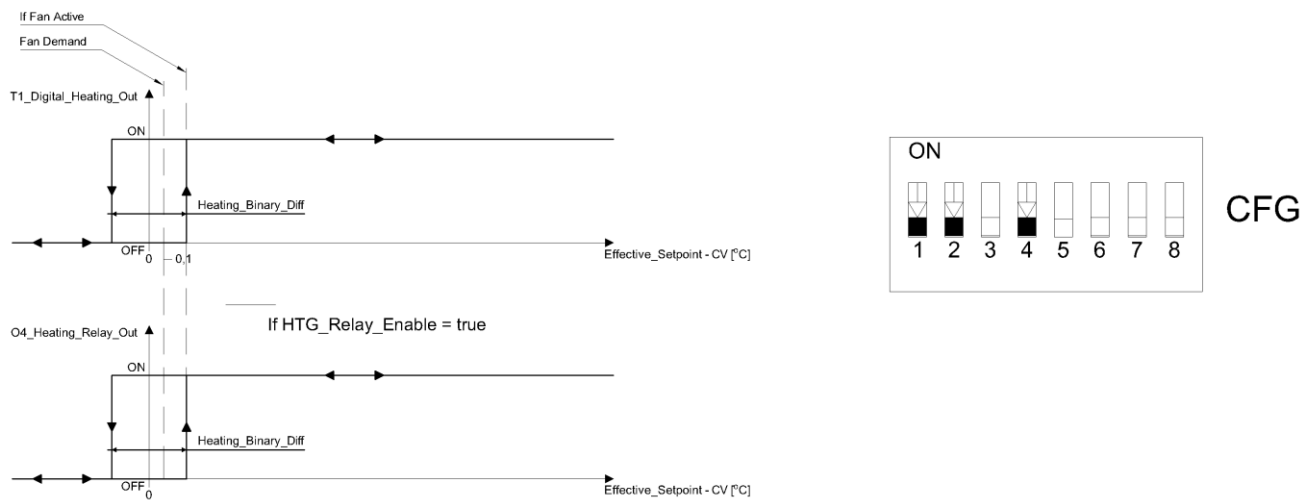 If Fan Active
Fan Demand
T1_Digital_Heating_Out
ON
Heating_Binary_Diff
OFF
0 0,1
Effective_Setpoint - CV [°C]
If HTG_Relay_Enable = true
O4_Heating_Relay_Out
ON
Heating_Binary_Diff
OFF
0
Effective_Setpoint - CV [°C]
ON
1 2 3 4 5 6 7 8
CFG